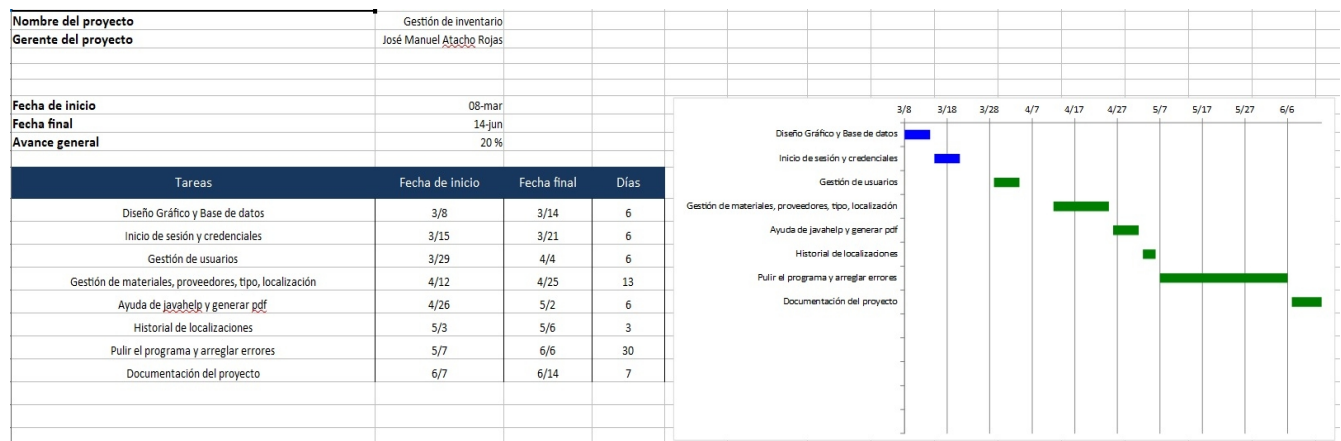 Nombre del proyecto Gestión de inventario
Gerente del proyecto José Manuel Atacho Rojas
Fecha de inicio 08-mar
Fecha final 14-jun
Avance general 20 %
Tareas Fecha de inicio Fecha final Días
Diseño Gráfico y Base de datos 3/8 3/14 6
Inicio de sesión y credenciales 3/15 3/21 6
Gestión de usuarios 3/29 4/4 6
Gestión de materiales, proveedores, tipo, localización 4/12 4/25 13
Ayuda de javahelp y generar pdf 4/26 5/2 6
Historial de localizaciones 5/3 5/6 3
Pulir el programa y arreglar errores 5/7 6/6 30
Documentación del proyecto 6/7 6/14 7
3/8 3/18 3/28 4/7 4/17 4/27 5/7 5/17 5/27 6/6
Diseño Gráfico y Base de datos
Inicio de sesión y credenciales
Gestión de usuarios
Gestión de materiales, proveedores, tipo, localización
Ayuda de javahelp y generar pdf
Historial de localizaciones
Pulir el programa y arreglar errores
Documentación del proyecto